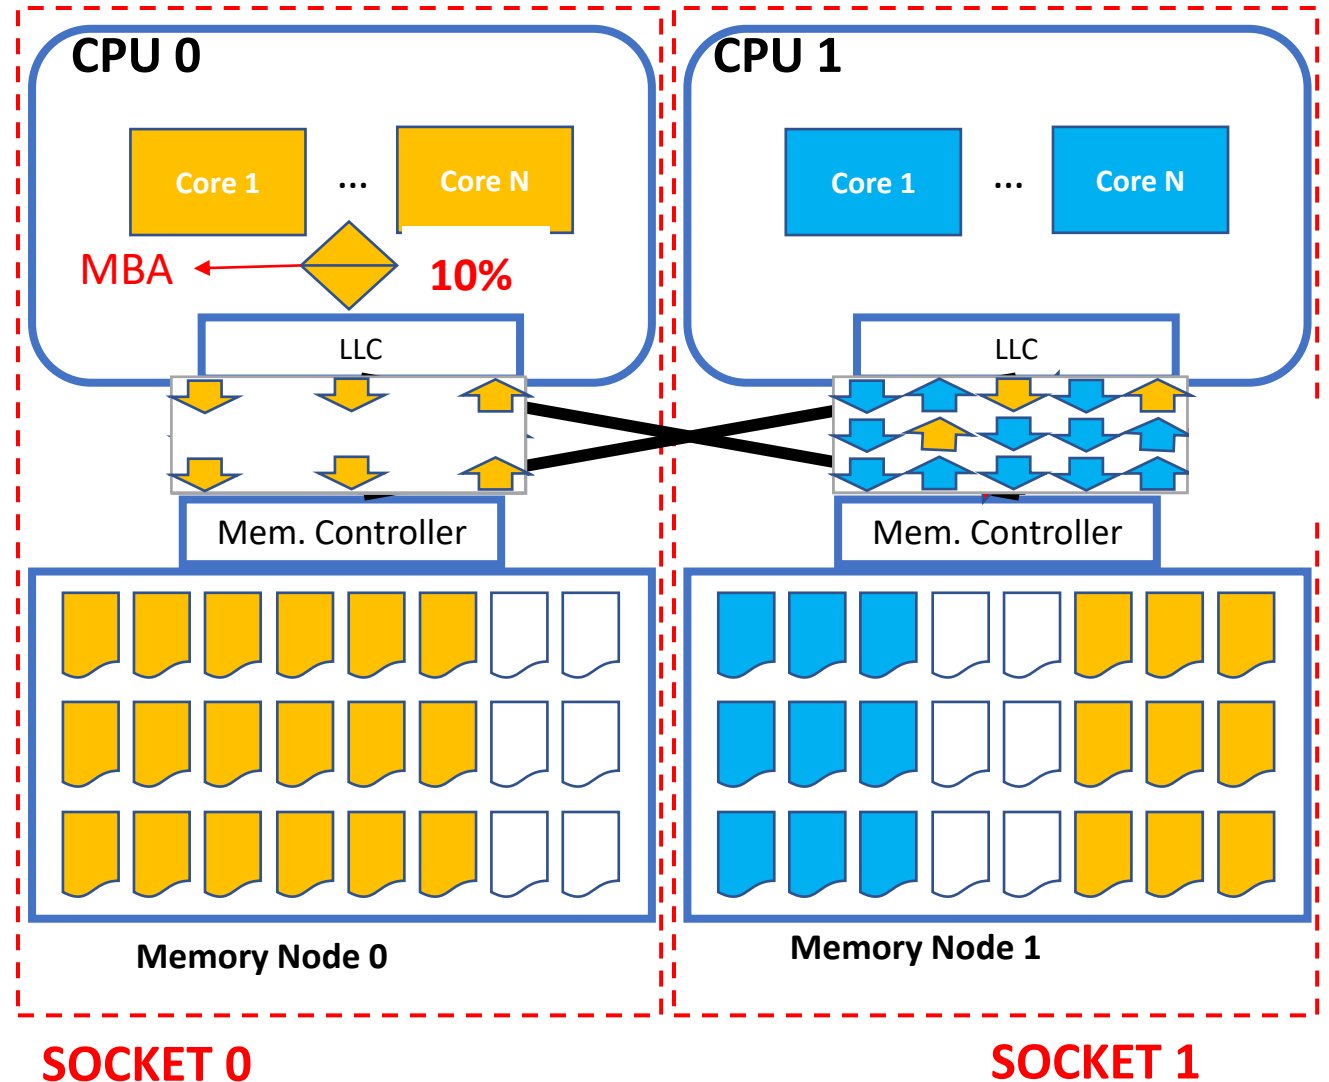 CPU 0
CPU 1
Core 1
...
Core N
Core 1
...
Core N
MBA
10%
LLC
LLC
Mem. Controller
Mem. Controller
Memory Node 0
Memory Node 1
SOCKET 0
SOCKET 1